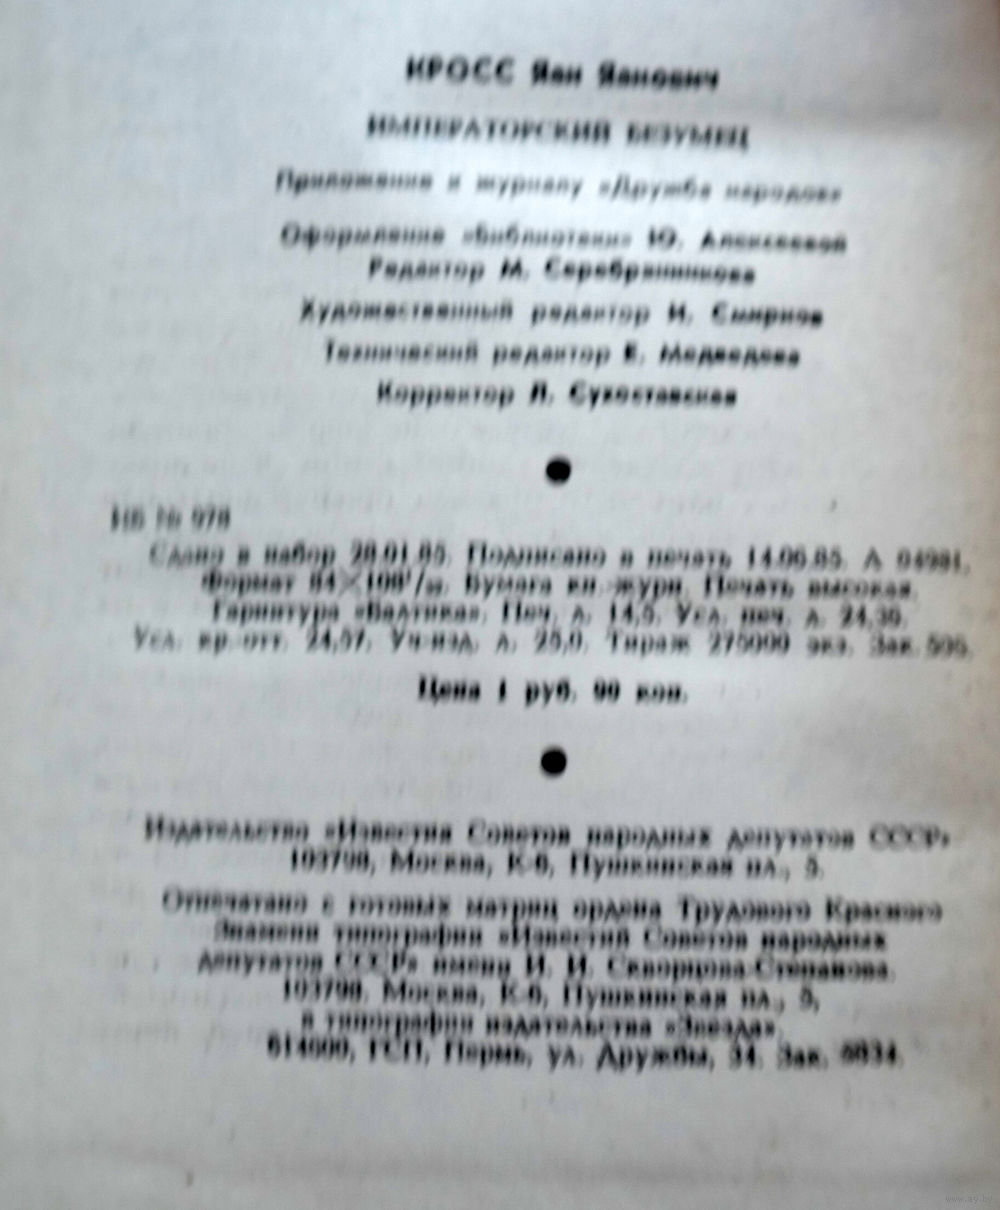 КРОСС Яан Янович
ИМПЕРАТОРСКИЙ БЕЗУМЕЦ
Приложение к журналу «Дружба народов»
Оформление «Библиотеки» Ю. Алексеевой
Редактор М. Серебрянникова
Художественный редактор И. Смирнов
Технический редактор Е. Медведева
Корректор Л. Сухоставская
ИБ № 978
Сдано в набор 28.01.85. Подписано в печать 14.06.85. А 04981.
Формат 84×108¹/₃₂. Бумага кн.-журн. Печать высокая.
Гарнитура «Балтика». Печ. л. 14,5. Усл. печ. л. 24,36.
Усл. кр.-отт. 24,57. Уч-изд. л. 25,0. Тираж 275000 экз. Зак. 595.
Цена 1 руб. 90 коп.
Издательство «Известия Советов народных депутатов СССР»
103798, Москва, К-6, Пушкинская пл., 5.
Отпечатано с готовых матриц ордена Трудового Красного
Знамени типографии «Известий Советов народных
депутатов СССР» имени И. И. Скворцова-Степанова.
103798, Москва, К-6, Пушкинская пл., 5,
в типографии издательства «Звезда»,
614000, ГСП, Пермь, ул. Дружбы, 34. Зак. 6034.
www.ay.by